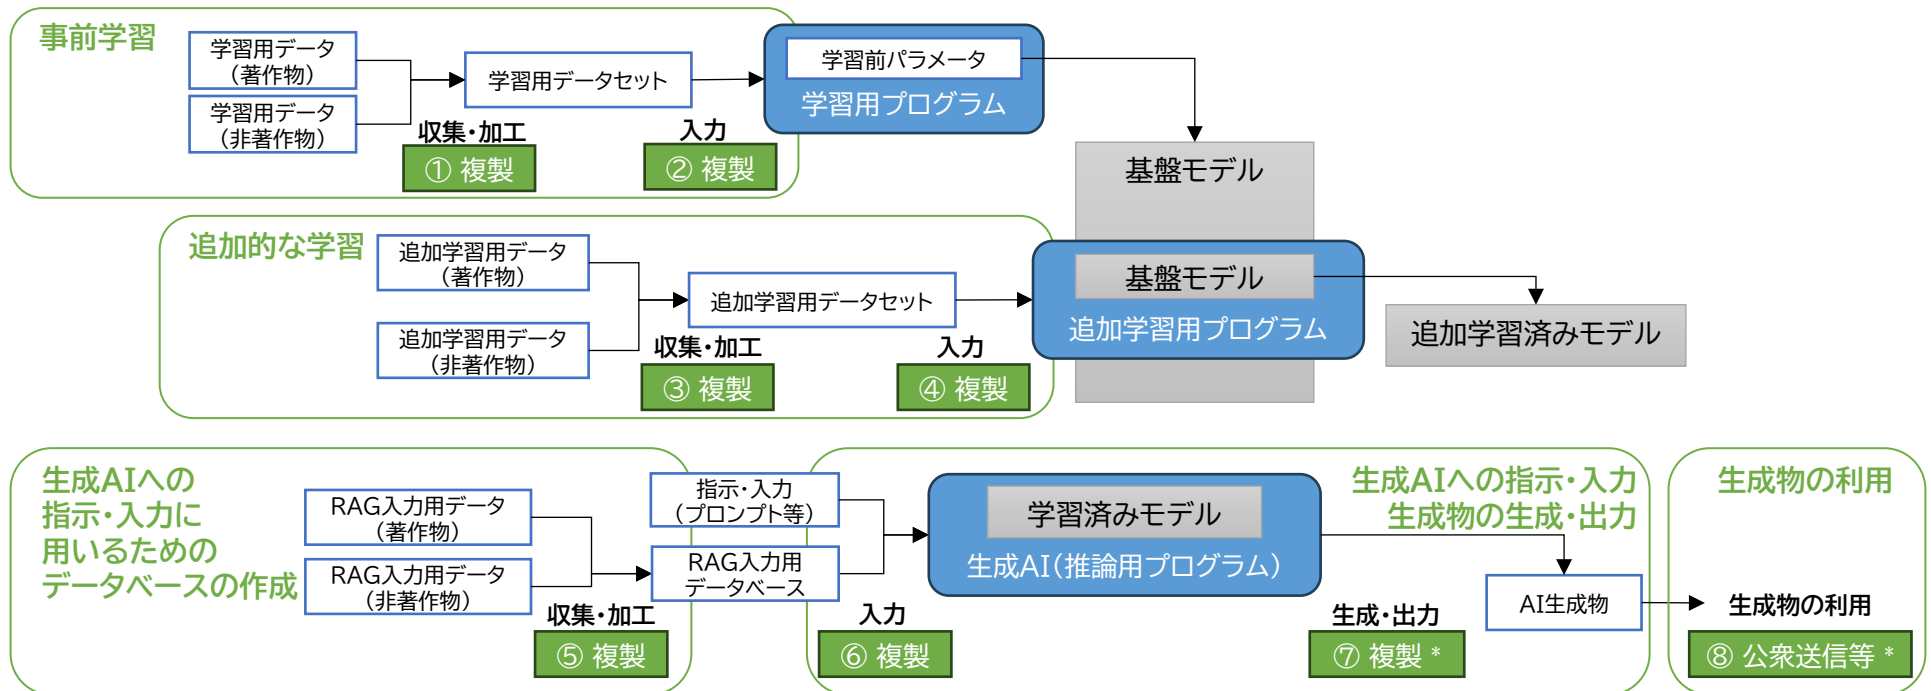 事前学習
学習用データ
（著作物）
学習用データ
（非著作物）
学習用データセット
学習前パラメータ
学習用プログラム
収集・加工
① 複製
入力
② 複製
基盤モデル
追加的な学習
追加学習用データ
（著作物）
追加学習用データ
（非著作物）
追加学習用データセット
基盤モデル
追加学習用プログラム
追加学習済みモデル
収集・加工
③ 複製
入力
④ 複製
生成AIへの
指示・入力に
用いるための
データベースの作成
RAG入力用データ
（著作物）
RAG入力用データ
（非著作物）
収集・加工
⑤ 複製
指示・入力
（プロンプト等）
RAG入力用
データベース
入力
⑥ 複製
学習済みモデル
生成AI（推論用プログラム）
生成AIへの指示・入力
生成物の生成・出力
生成・出力
⑦ 複製 *
AI生成物
生成物の利用
生成物の利用
⑧ 公衆送信等 *